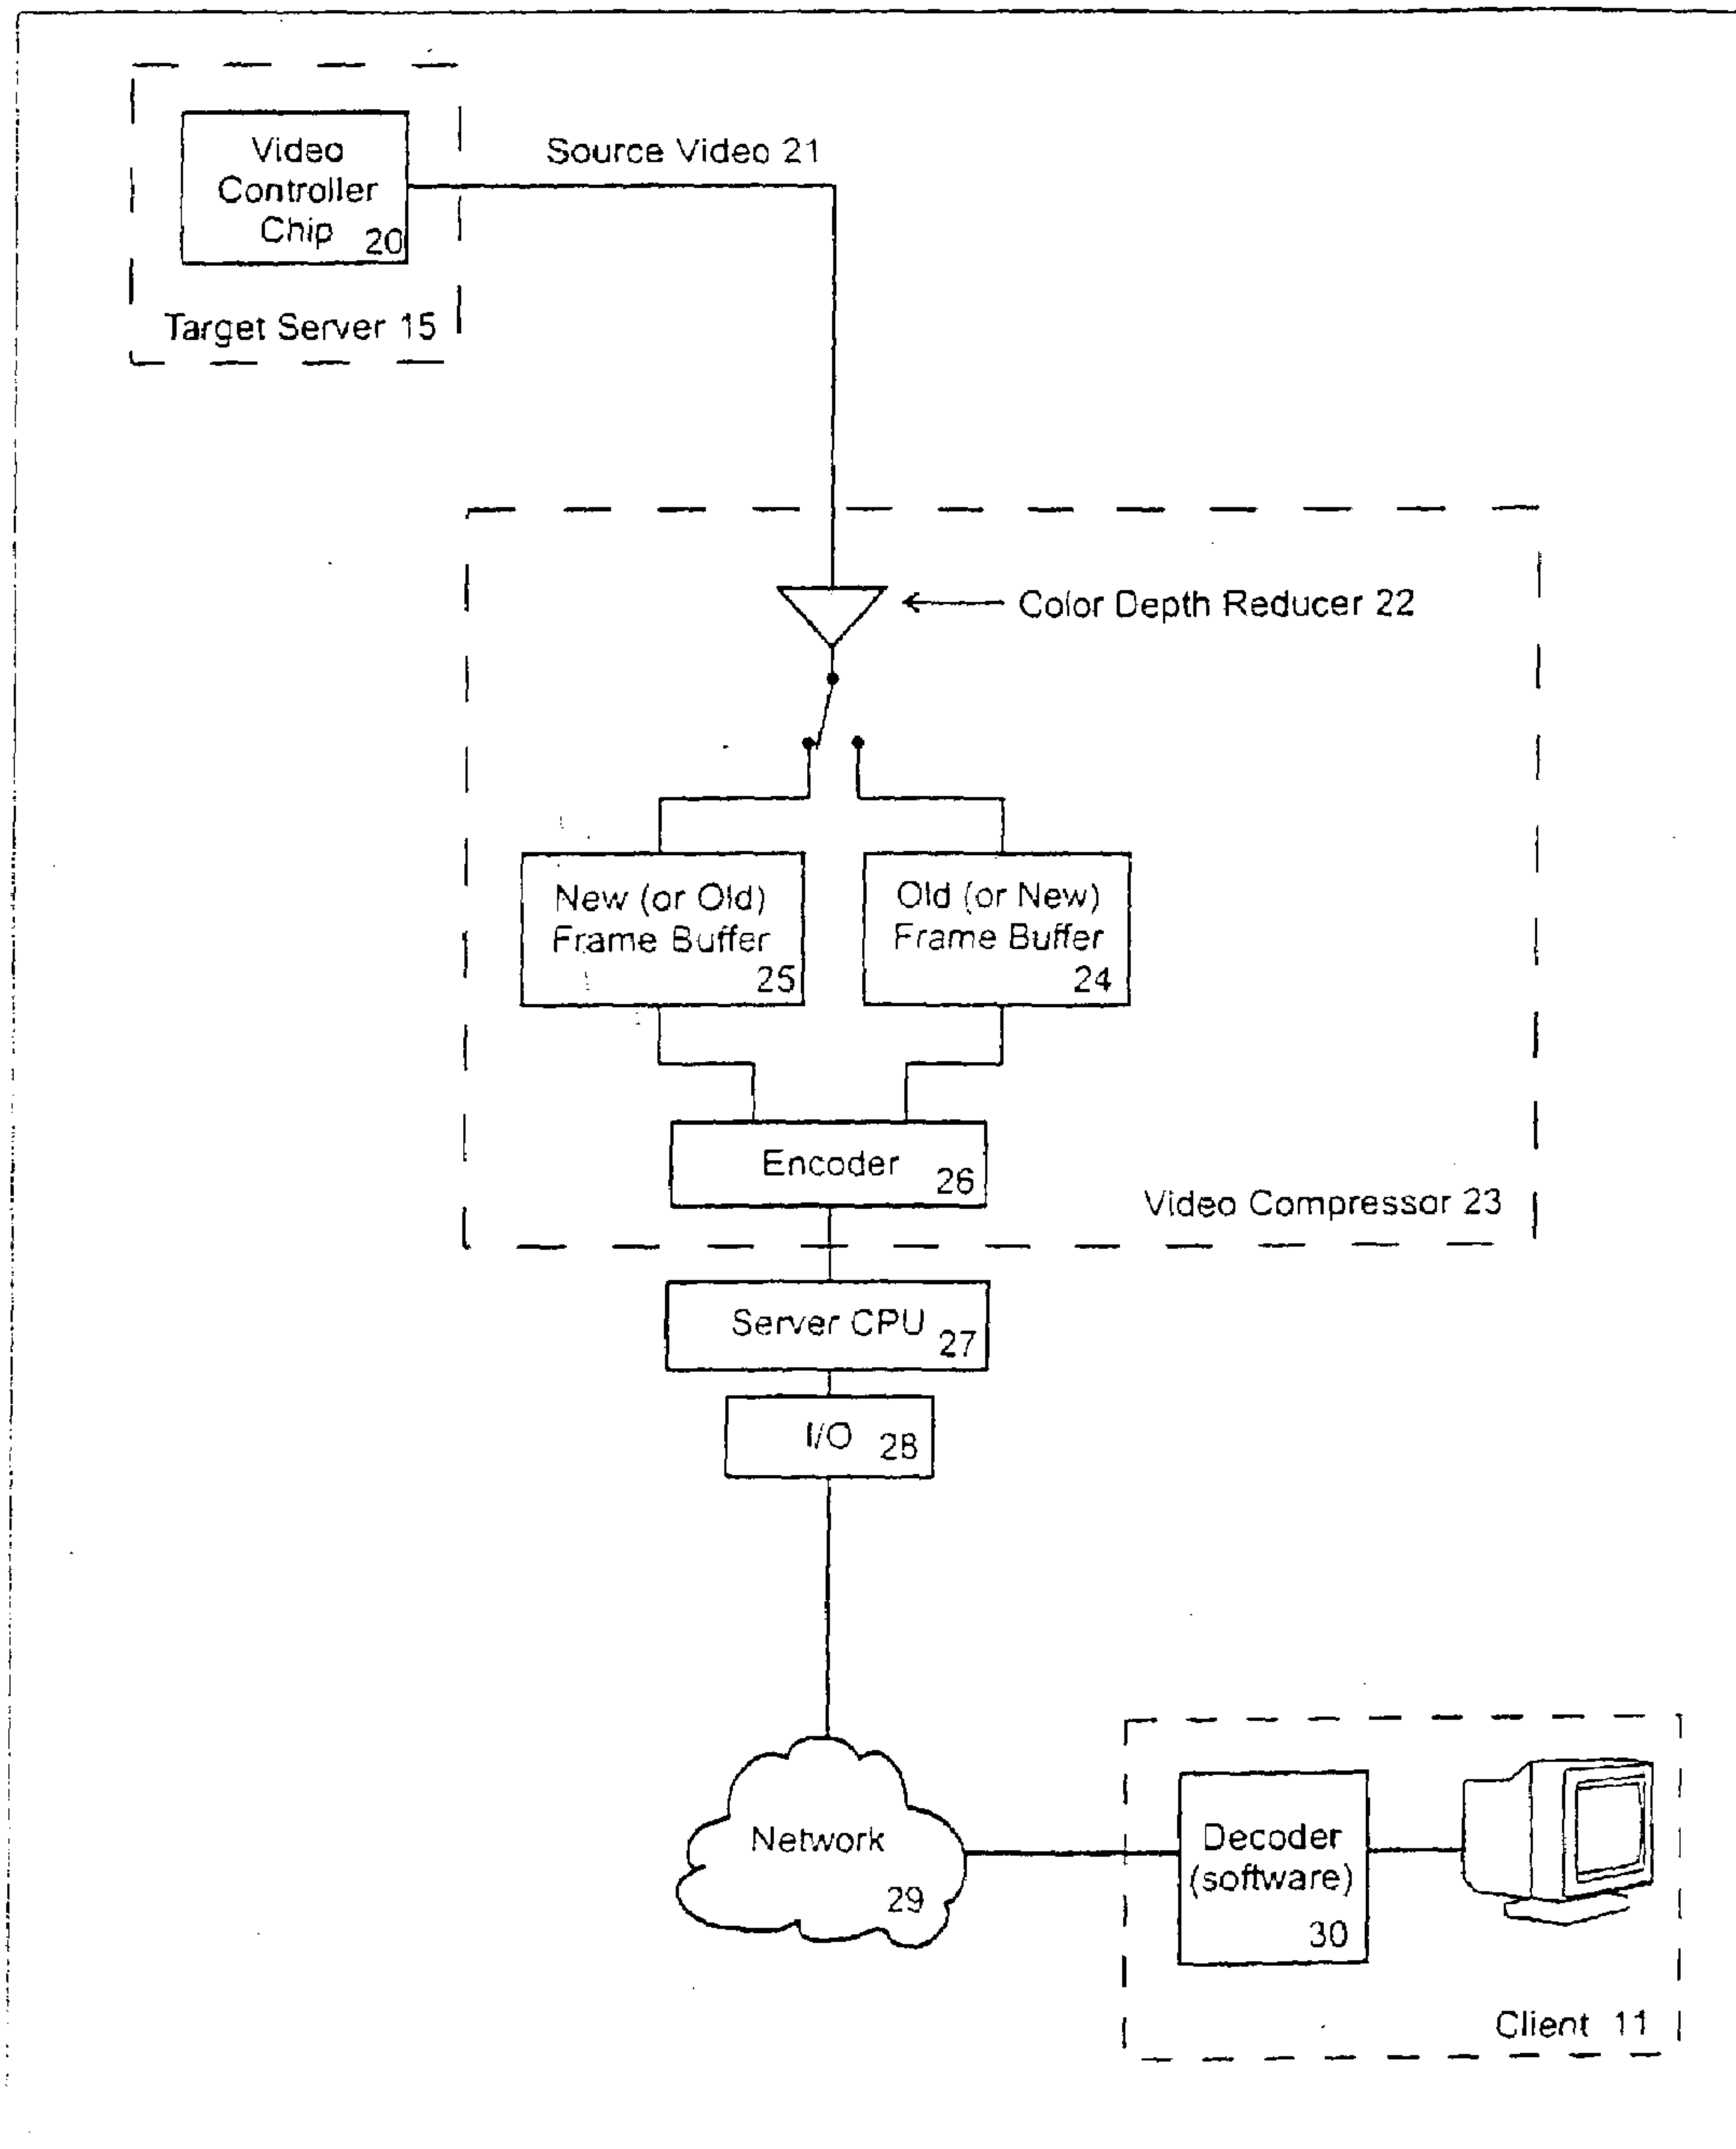 Video
Controller
Chip 20
Source Video 21
Target Server 15
Color Depth Reducer 22
New (or Old)
Frame Buffer
25
Old (or New)
Frame Buffer
24
Encoder 26
Video Compressor 23
Server CPU 27
I/O 28
Network
29
Decoder
(software)
30
Client 11